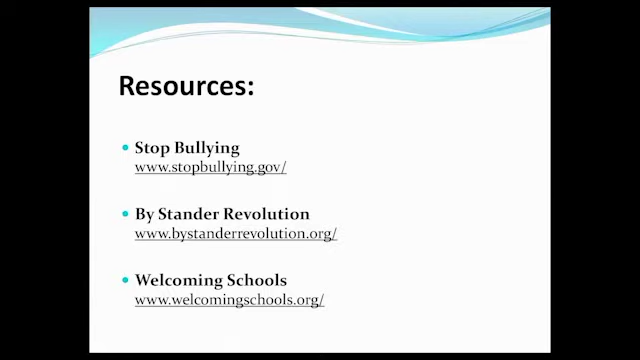 Resources:
Stop Bullying
www.stopbullying.gov/
By Stander Revolution
www.bystanderrevolution.org/
Welcoming Schools
www.welcomingschools.org/